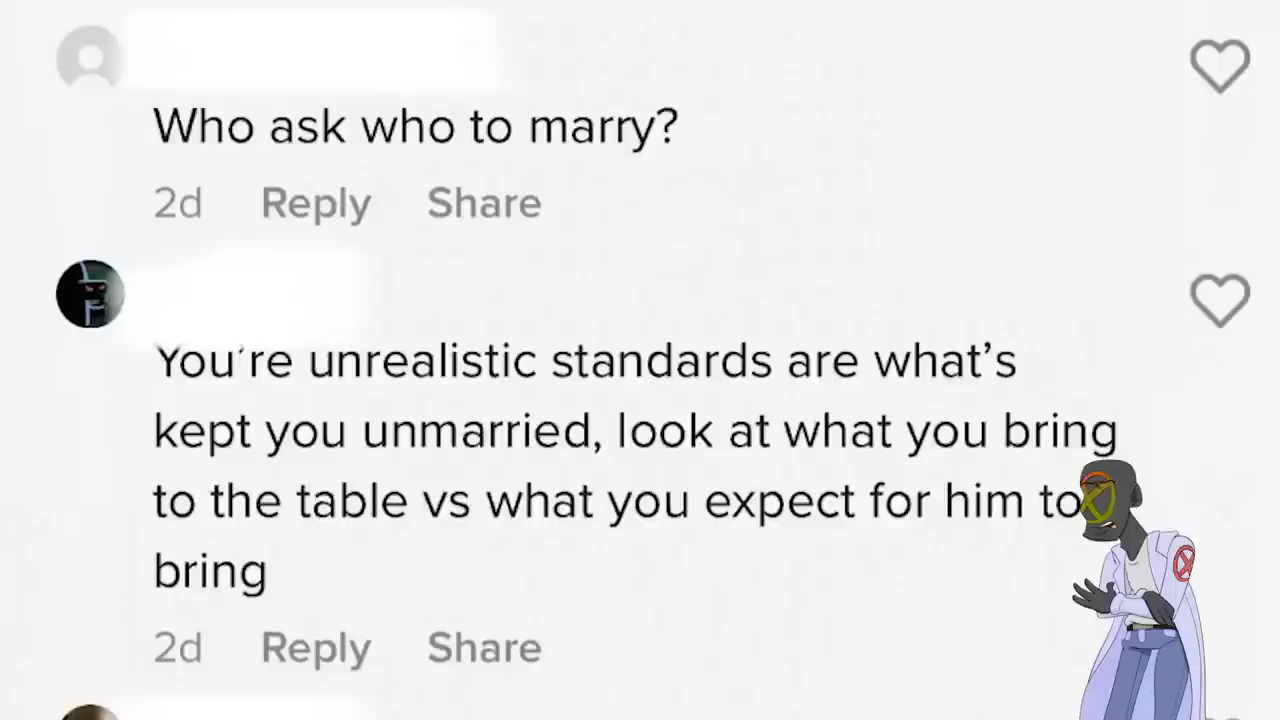 Who ask who to marry?
2d Reply Share
You're unrealistic standards are what's
kept you unmarried, look at what you bring
to the table vs what you expect for him to
bring
2d Reply Share